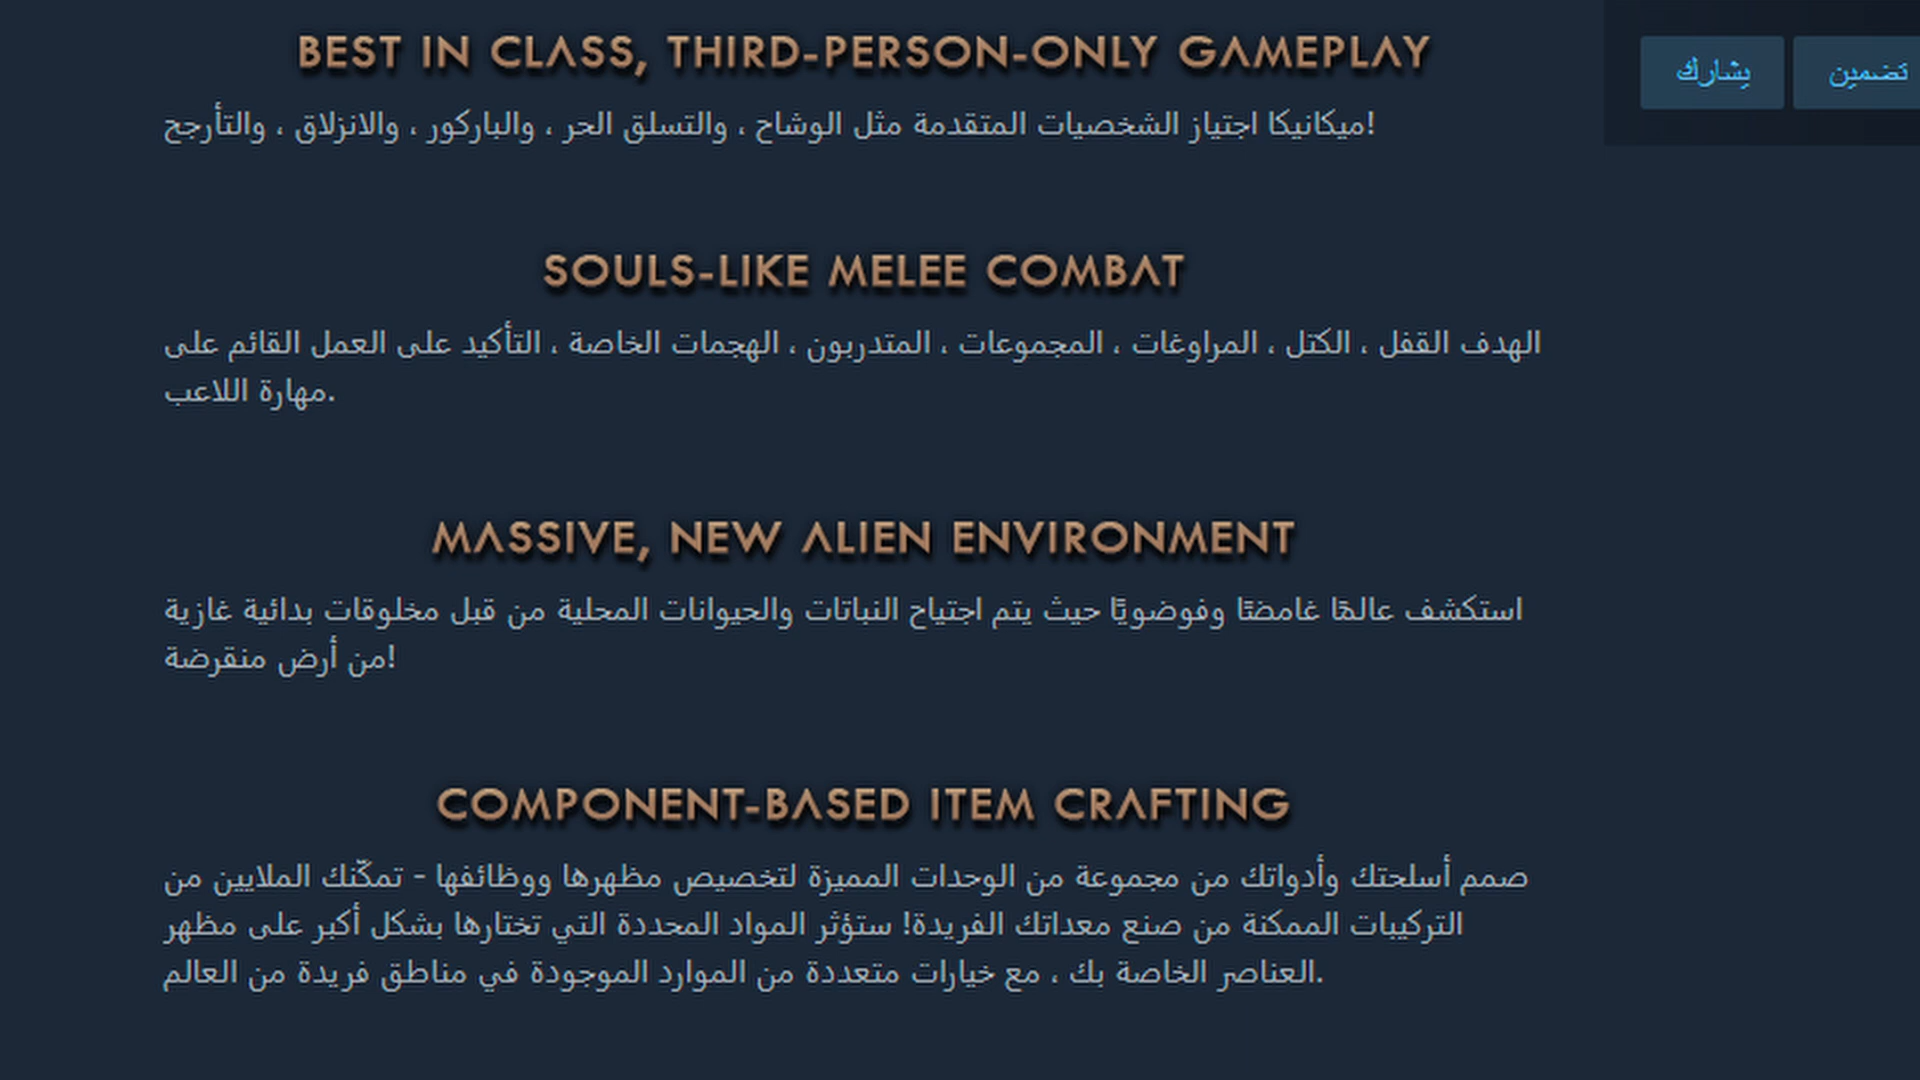 BEST IN CLASS, THIRD-PERSON-ONLY GAMEPLAY
يشارك
تضمين
ميكانيكا اجتياز الشخصيات المتقدمة مثل الوشاح ، والتسلق الحر ، والباركور ، والانزلاق ، والتأرجح!
SOULS-LIKE MELEE COMBAT
الهدف القفل ، الكتل ، المراوغات ، المجموعات ، المتدربون ، الهجمات الخاصة ، التأكيد على العمل القائم على
مهارة اللاعب.
MASSIVE, NEW ALIEN ENVIRONMENT
استكشف عالمًا غامضًا وفوضويًا حيث يتم اجتياح النباتات والحيوانات المحلية من قبل مخلوقات بدائية غازية
من أرض منقرضة!
COMPONENT-BASED ITEM CRAFTING
صمم أسلحتك وأدواتك من مجموعة من الوحدات المميزة لتخصيص مظهرها ووظائفها - تمكّنك الملايين من
التركيبات الممكنة من صنع معداتك الفريدة! ستؤثر المواد المحددة التي تختارها بشكل أكبر على مظهر
العناصر الخاصة بك ، مع خيارات متعددة من الموارد الموجودة في مناطق فريدة من العالم.